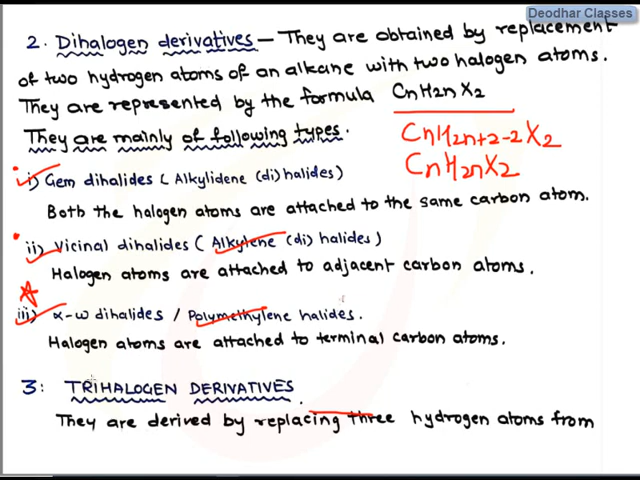 Deodhar Classes
2. Dihalogen derivatives — They are obtained by replacement
of two hydrogen atoms of an alkane with two halogen atoms.
They are represented by the formula CnH2nX2
CnH2n+2-2X2
They are mainly of following types.
CnH2nX2
i) Gem dihalides (Alkylidene (di) halides)
Both the halogen atoms are attached to the same carbon atom.
ii) Vicinal dihalides (Alkylene (di) halides)
Halogen atoms are attached to adjacent carbon atoms.
iii) α-ω dihalides / Polymethylene halides.
Halogen atoms are attached to terminal carbon atoms.
3: TRIHALOGEN DERIVATIVES.
They are derived by replacing three hydrogen atoms from